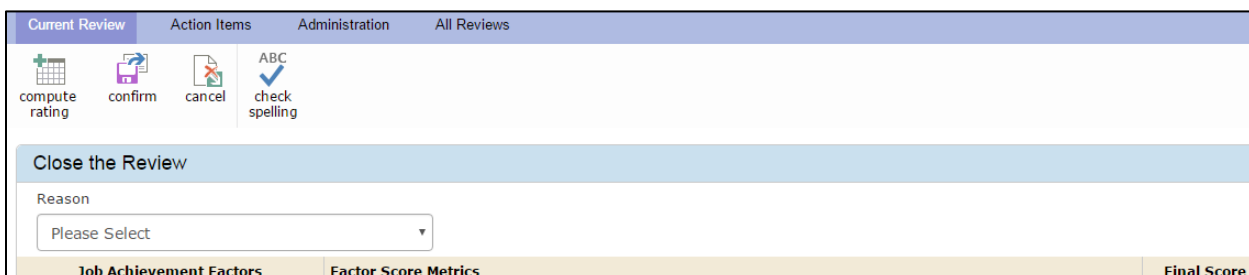 Current Review Action Items Administration All Reviews
ABC
compute confirm cancel check
rating spelling
Close the Review
Reason
Please Select
Job Achievement Factors Factor Score Metrics Final Score